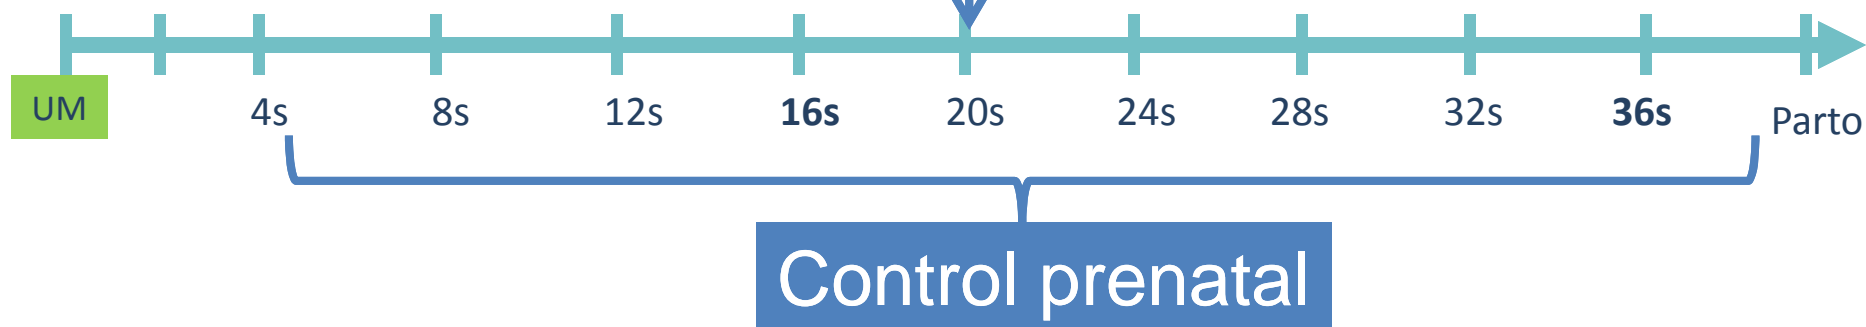 UM 4s 8s 12s 16s 20s 24s 28s 32s 36s Parto
Control prenatal